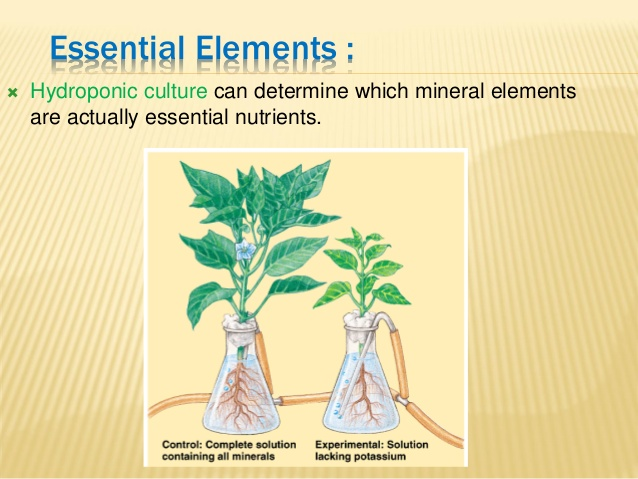 Essential Elements :
Hydroponic culture can determine which mineral elements
are actually essential nutrients.
Control: Complete solution
containing all minerals
Experimental: Solution
lacking potassium